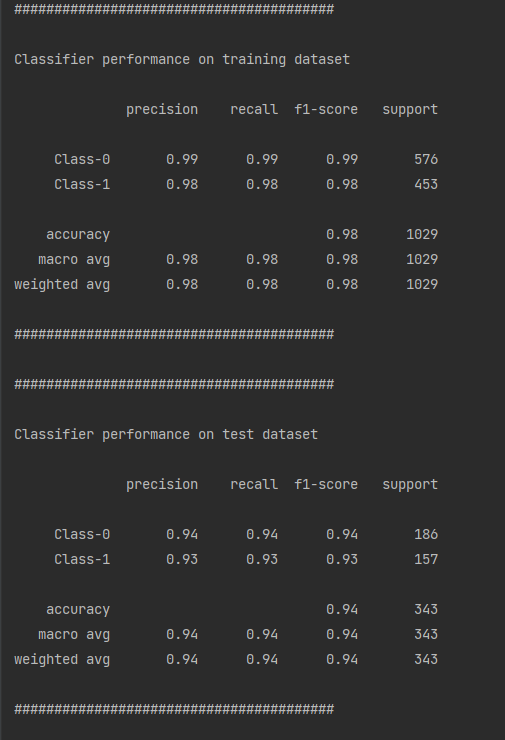 ########################################
Classifier performance on training dataset
precision recall f1-score support
Class-0 0.99 0.99 0.99 576
Class-1 0.98 0.98 0.98 453
accuracy 0.98 1029
macro avg 0.98 0.98 0.98 1029
weighted avg 0.98 0.98 0.98 1029
########################################
########################################
Classifier performance on test dataset
precision recall f1-score support
Class-0 0.94 0.94 0.94 186
Class-1 0.93 0.93 0.93 157
accuracy 0.94 343
macro avg 0.94 0.94 0.94 343
weighted avg 0.94 0.94 0.94 343
########################################